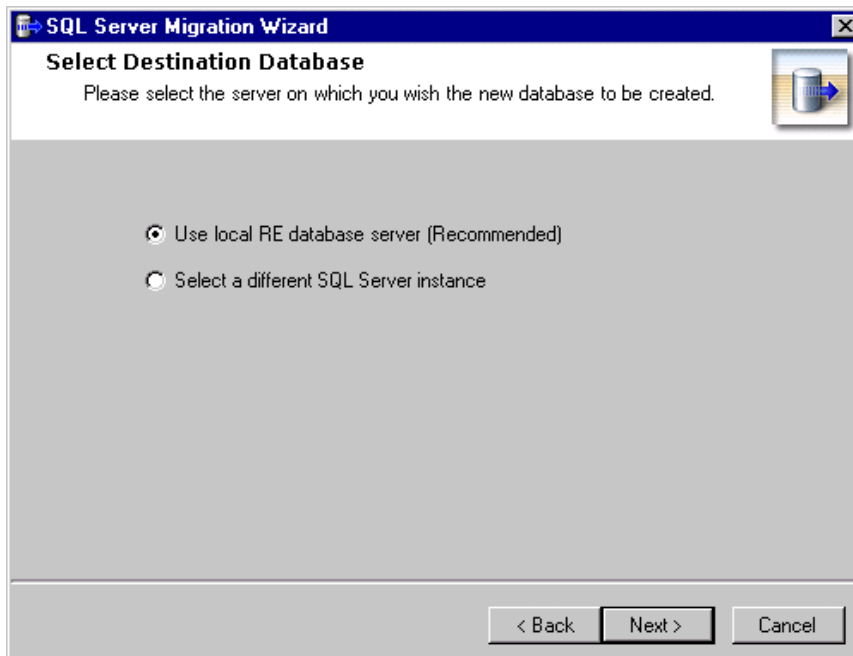 SQL Server Migration Wizard
Select Destination Database
Please select the server on which you wish the new database to be created.
Use local RE database server (Recommended)
Select a different SQL Server instance
< Back
Next >
Cancel